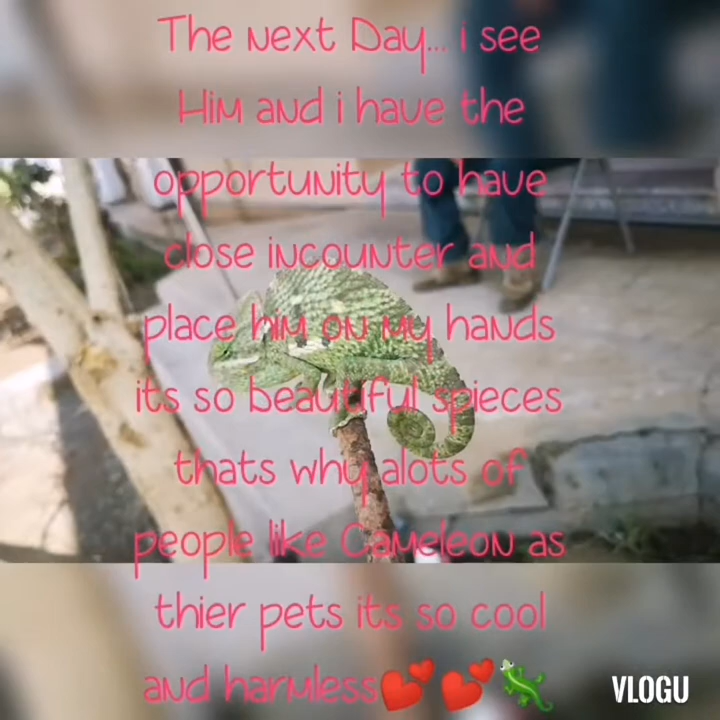 The next Day... i see
Him and i have the
opportunity to have
close incounter and
place him on my hands
its so beautiful spieces
thats why alots of
people like Cameleon as
thier pets its so cool
and harmless💕💕🦎
VLOGU